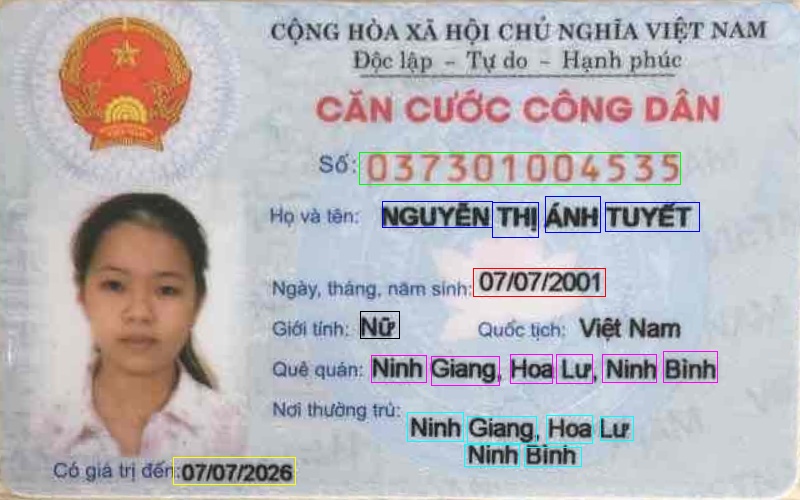 CỘNG HÒA XÃ HỘI CHỦ NGHĨA VIỆT NAM
Độc lập - Tự do - Hạnh phúc
CĂN CƯỚC CÔNG DÂN
Số: 037301004535
Họ và tên: NGUYỄN THỊ ÁNH TUYẾT
Ngày, tháng, năm sinh: 07/07/2001
Giới tính: Nữ Quốc tịch: Việt Nam
Quê quán: Ninh Giang, Hoa Lư, Ninh Bình
Nơi thường trú:
Ninh Giang, Hoa Lư
Ninh Bình
Có giá trị đến: 07/07/2026